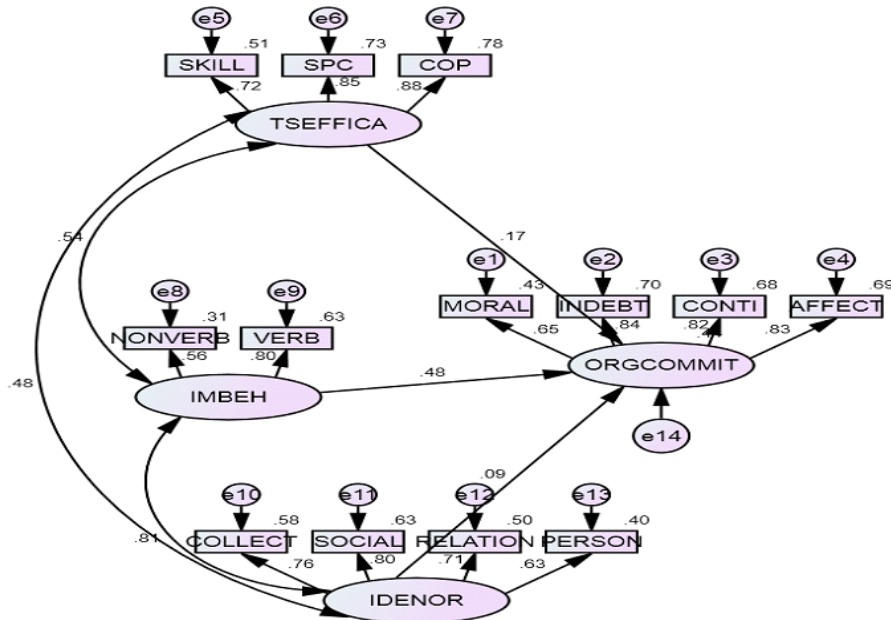 e5 e6 e7
.51 .73 .78
SKILL SPC COP
.72 .85 .88
TSEFFICA
.54 .17
e1 e2 e3 e4
.43 .70 .68 .69
MORAL INDEBT CONTI AFFECT
.65 .84 .82 .83
ORGCOMMIT
e8 e9
.31 .63
NONVERB VERB
.56 .80
IMBEH
.48
.48
e14
.09
e10 e11 e12 e13
.58 .63 .50 .40
COLLECT SOCIAL RELATION PERSON
.81
.76 .80 .71 .63
IDENOR